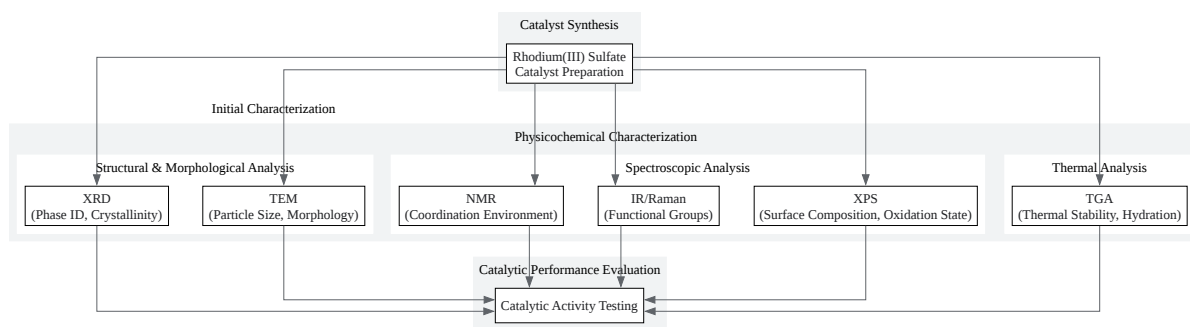 Catalyst Synthesis
Rhodium(III) Sulfate
Catalyst Preparation
Initial Characterization
Physicochemical Characterization
Structural & Morphological Analysis
Spectroscopic Analysis
Thermal Analysis
XRD
(Phase ID, Crystallinity)
TEM
(Particle Size, Morphology)
NMR
(Coordination Environment)
IR/Raman
(Functional Groups)
XPS
(Surface Composition, Oxidation State)
TGA
(Thermal Stability, Hydration)
Catalytic Performance Evaluation
Catalytic Activity Testing